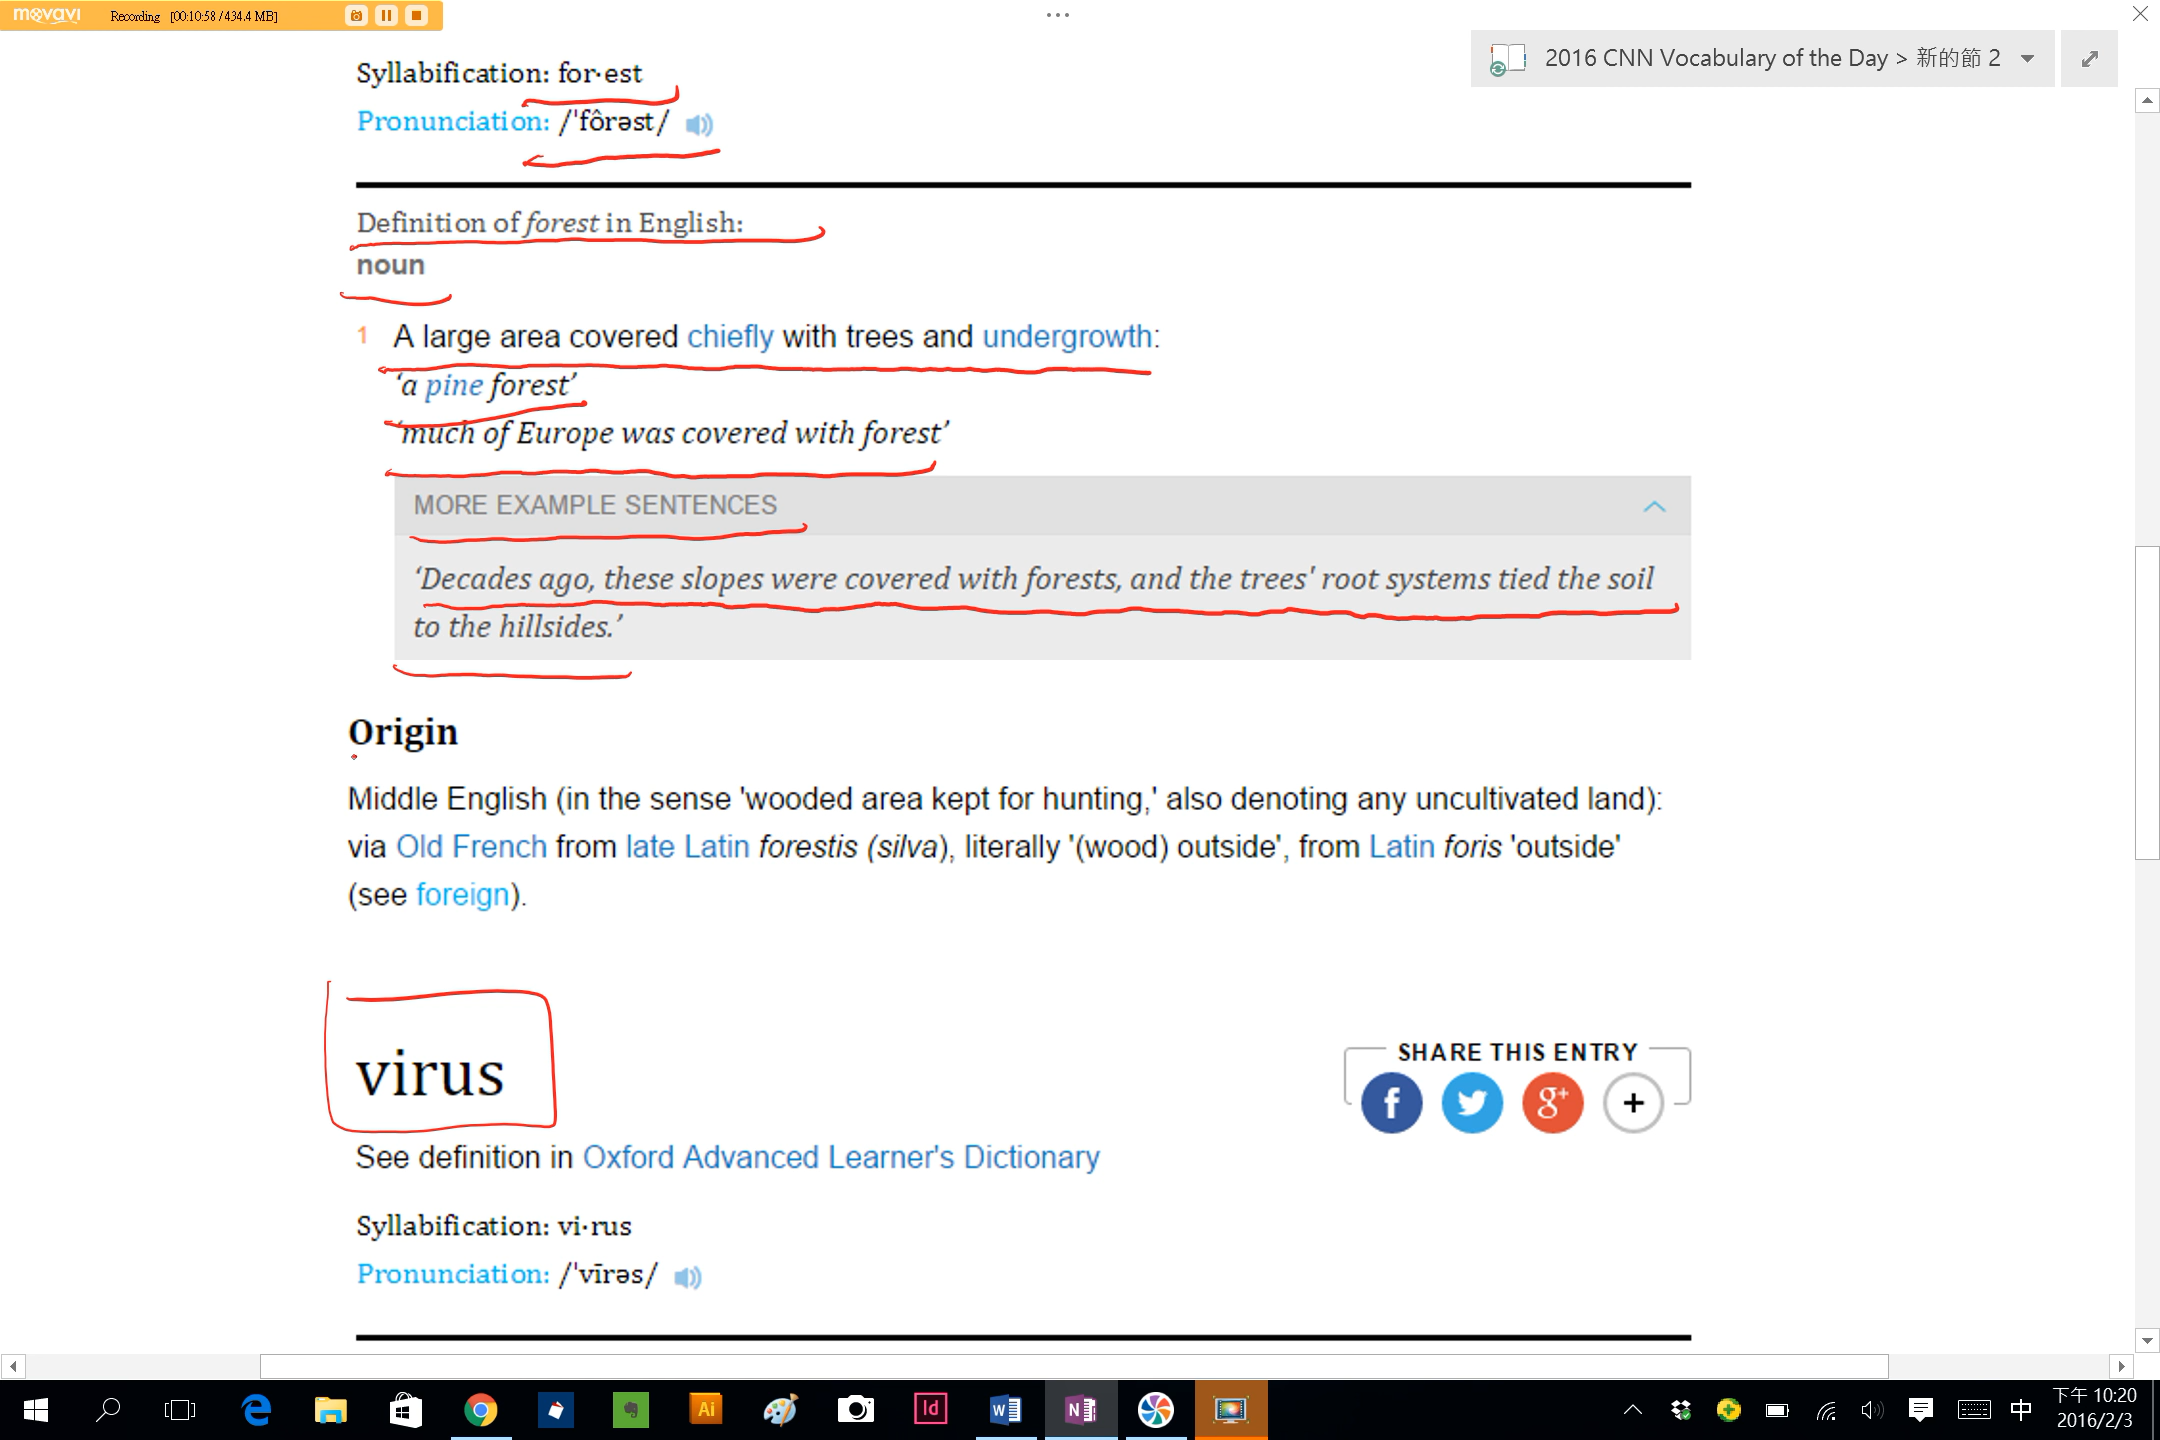 movavi Recording [00:10:58 / 434.4 MB]
2016 CNN Vocabulary of the Day > 新的節 2
Syllabification: for·est
Pronunciation: /ˈfôrəst/
Definition of forest in English:
noun
1 A large area covered chiefly with trees and undergrowth:
‘a pine forest’
‘much of Europe was covered with forest’
MORE EXAMPLE SENTENCES
‘Decades ago, these slopes were covered with forests, and the trees' root systems tied the soil
to the hillsides.’
Origin
Middle English (in the sense 'wooded area kept for hunting,' also denoting any uncultivated land):
via Old French from late Latin forestis (silva), literally '(wood) outside', from Latin foris 'outside'
(see foreign).
virus
SHARE THIS ENTRY
f g+ +
See definition in Oxford Advanced Learner's Dictionary
Syllabification: vi·rus
Pronunciation: /ˈvīrəs/
Ai Id W N 中 下午 10:20
2016/2/3